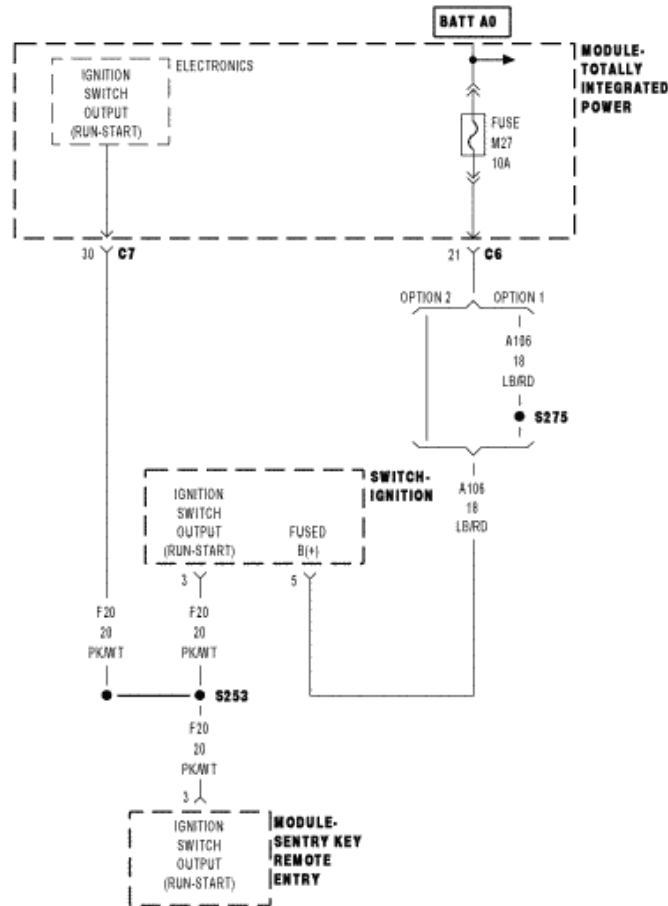 BATT A0
MODULE-
TOTALLY
INTEGRATED
POWER
ELECTRONICS
IGNITION
SWITCH
OUTPUT
(RUN-START)
FUSE
M27
10A
30 C7
21 C6
OPTION 2 OPTION 1
A106
18
LB/RD
S275
SWITCH-
IGNITION
IGNITION
SWITCH
OUTPUT
(RUN-START)
FUSED
B(+)
3
5
A106
18
LB/RD
F20
20
PK/WT
F20
20
PK/WT
S253
F20
20
PK/WT
3
IGNITION
SWITCH
OUTPUT
(RUN-START)
MODULE-
SENTRY KEY
REMOTE
ENTRY